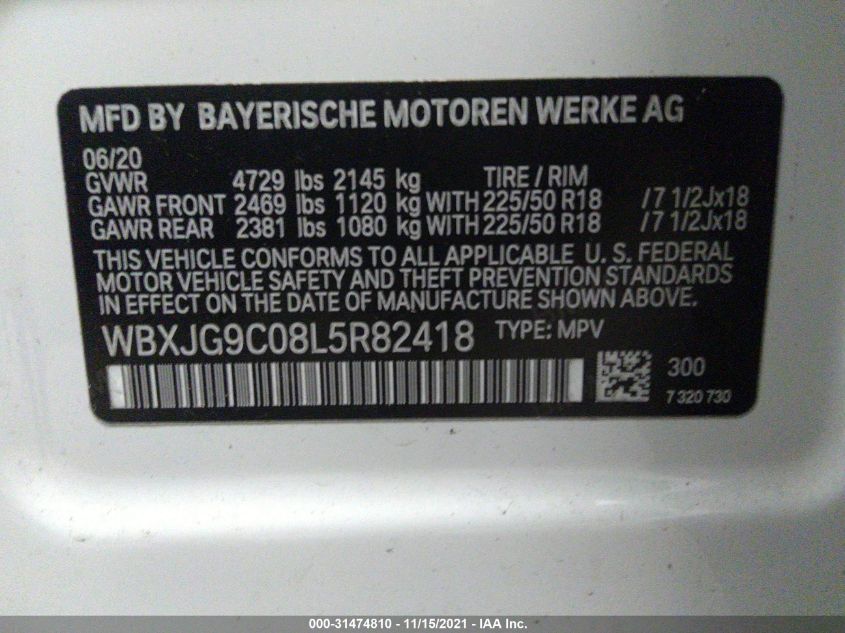 MFD BY BAYERISCHE MOTOREN WERKE AG
06/20
GVWR 4729 lbs 2145 kg TIRE / RIM
GAWR FRONT 2469 lbs 1120 kg WITH 225/50 R18 /7 1/2Jx18
GAWR REAR 2381 lbs 1080 kg WITH 225/50 R18 /7 1/2Jx18
THIS VEHICLE CONFORMS TO ALL APPLICABLE U. S. FEDERAL
MOTOR VEHICLE SAFETY AND THEFT PREVENTION STANDARDS
IN EFFECT ON THE DATE OF MANUFACTURE SHOWN ABOVE.
WBXJG9C08L5R82418 TYPE: MPV
300
7 320 730
000-31474810 - 11/15/2021 - IAA Inc.